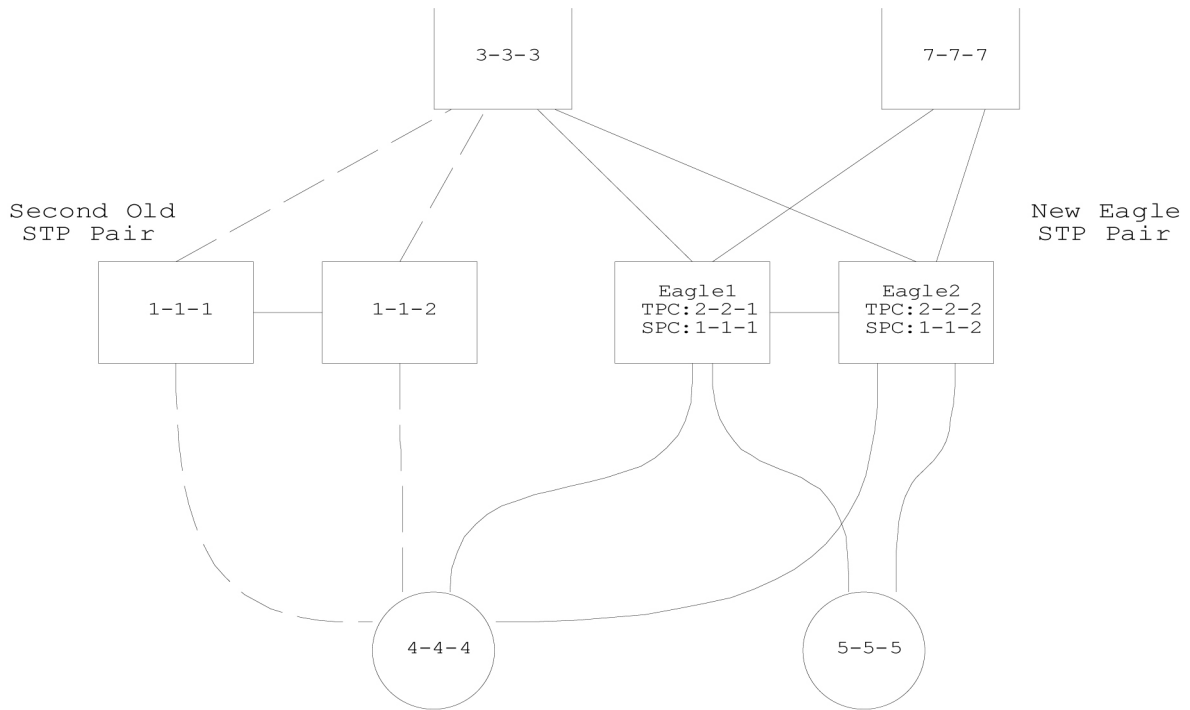 3-3-3
7-7-7
Second Old
STP Pair
New Eagle
STP Pair
1-1-1
1-1-2
Eagle1
TPC:2-2-1
SPC:1-1-1
Eagle2
TPC:2-2-2
SPC:1-1-2
4-4-4
5-5-5